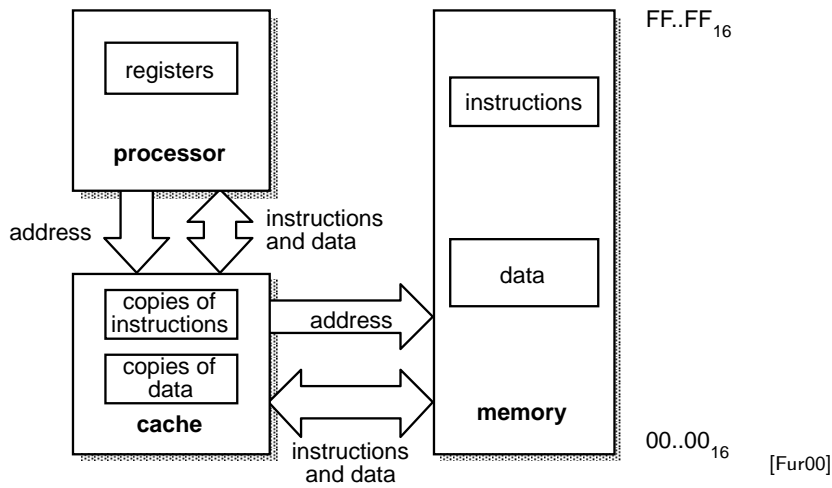 registers
processor
address
instructions
and data
copies of
instructions
copies of
data
cache
address
instructions
and data
FF..FF16
instructions
data
memory
00..0016
[Fur00]